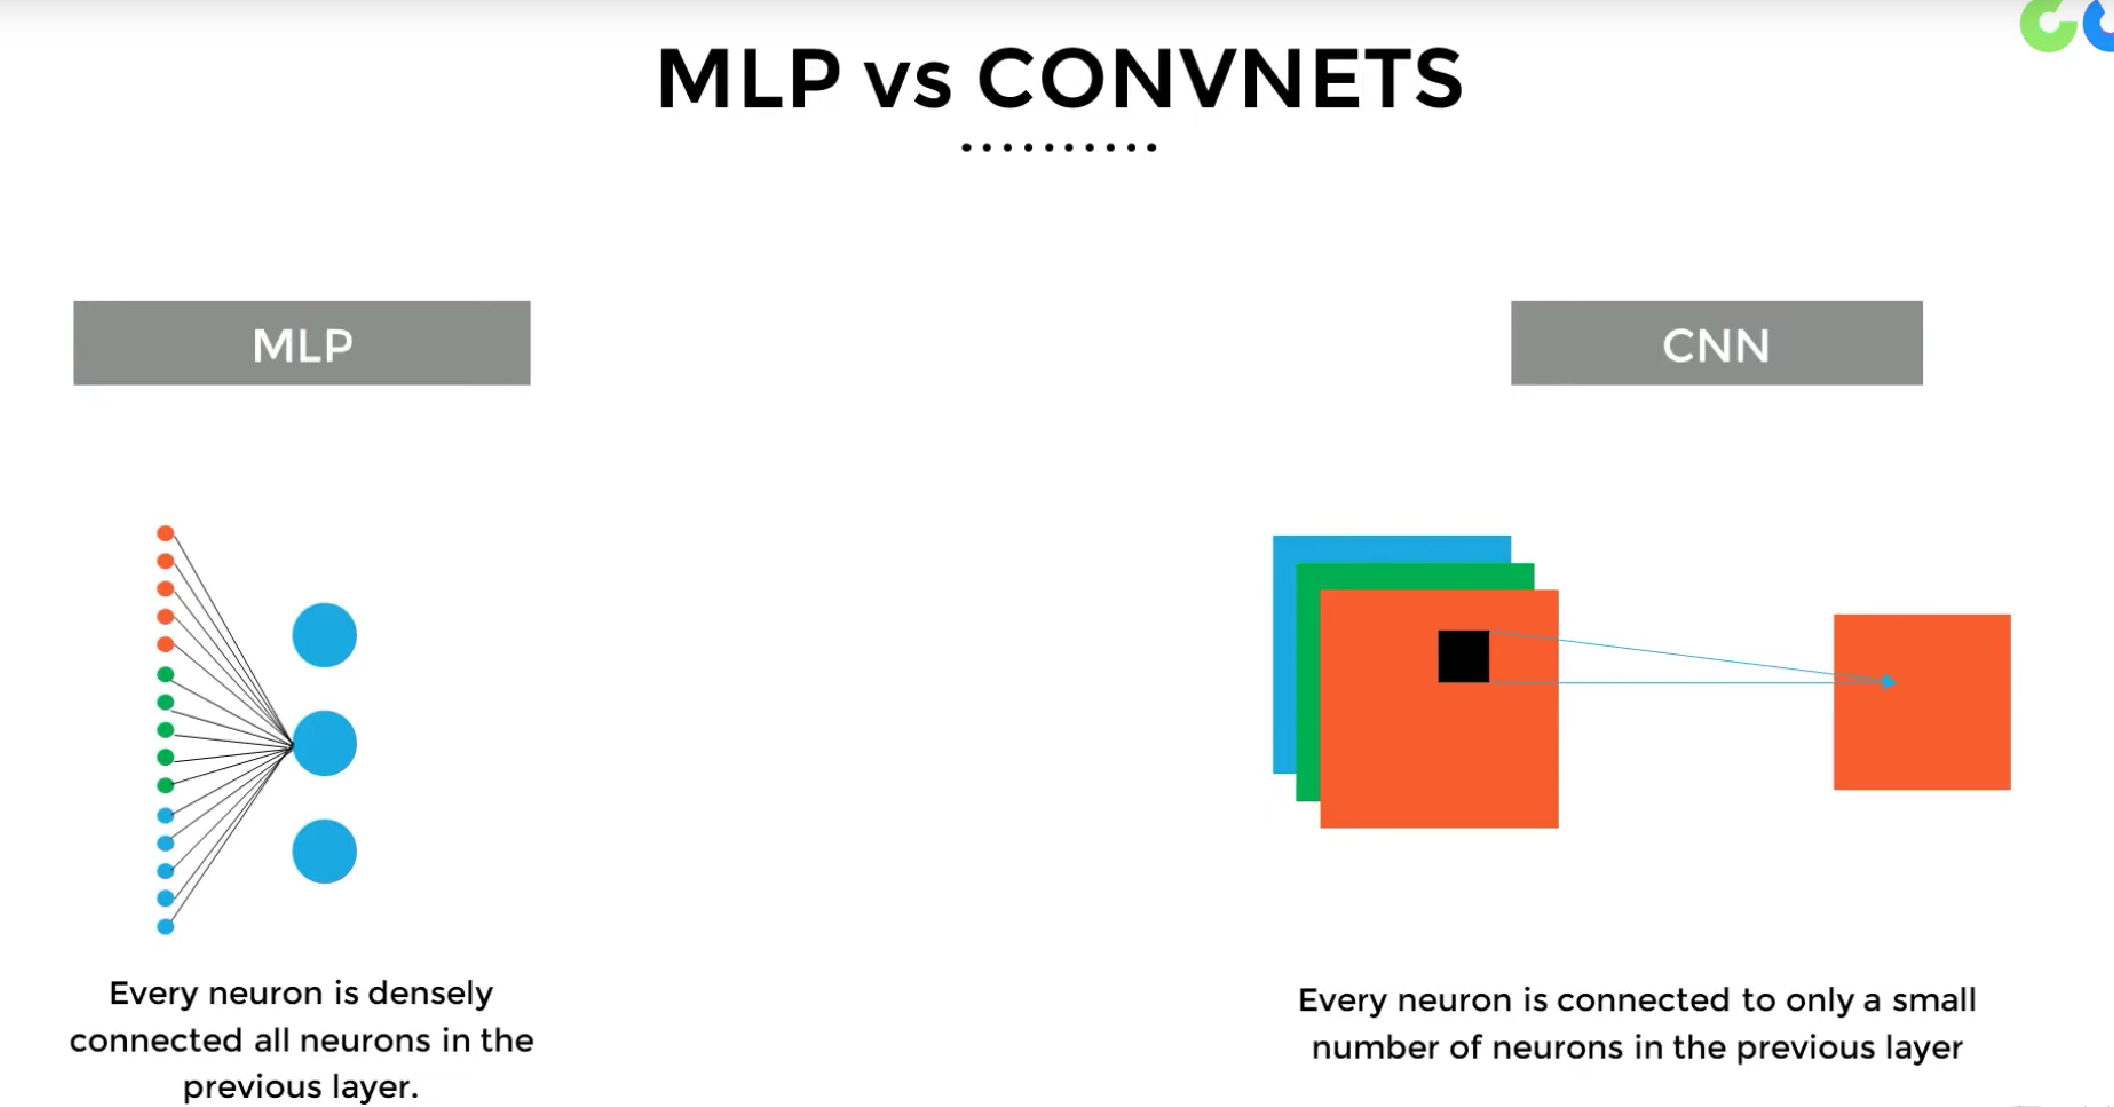 MLP vs CONVNETS
MLP
CNN
Every neuron is densely
connected all neurons in the
previous layer.
Every neuron is connected to only a small
number of neurons in the previous layer